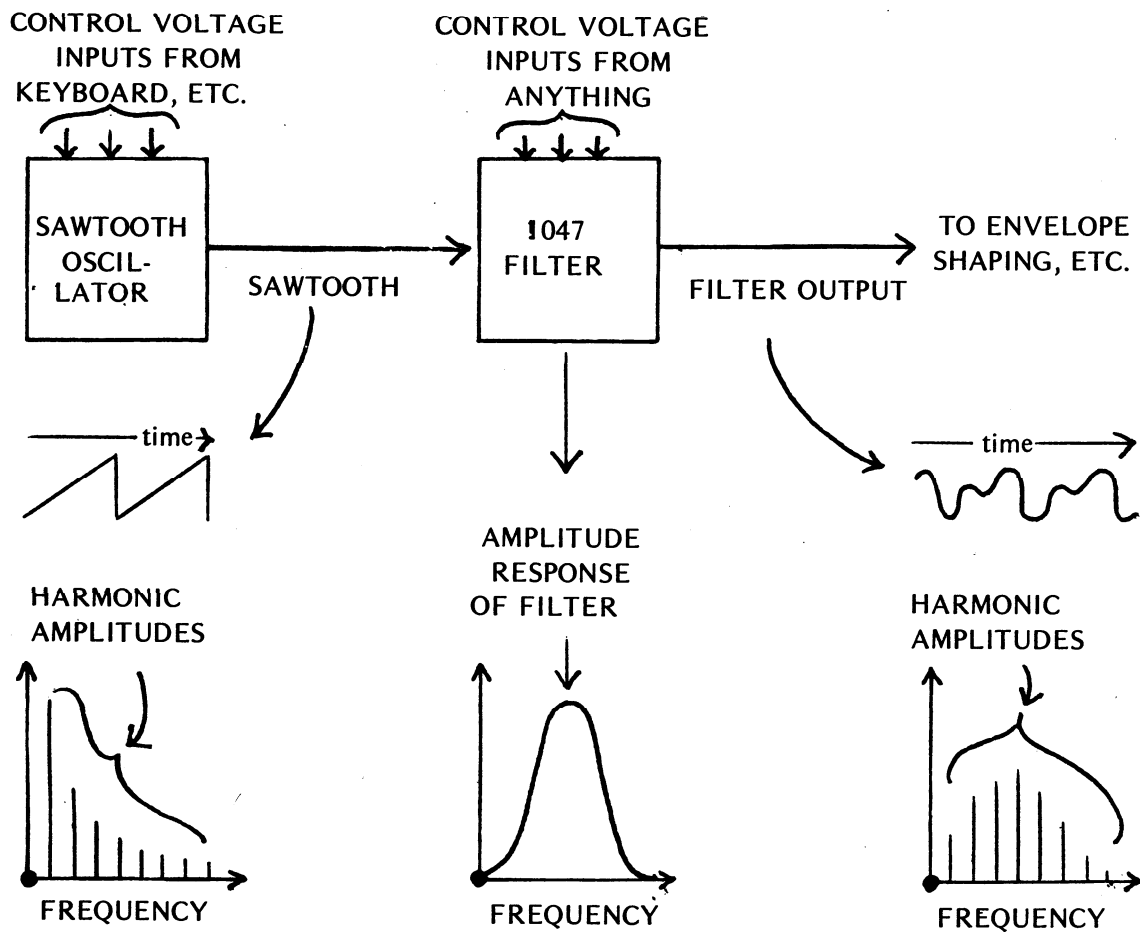 CONTROL VOLTAGE
INPUTS FROM
KEYBOARD, ETC.
CONTROL VOLTAGE
INPUTS FROM
ANYTHING
SAWTOOTH
OSCIL-
LATOR
SAWTOOTH
1047
FILTER
FILTER OUTPUT
TO ENVELOPE
SHAPING, ETC.
time
time
AMPLITUDE
RESPONSE
OF FILTER
HARMONIC
AMPLITUDES
HARMONIC
AMPLITUDES
FREQUENCY
FREQUENCY
FREQUENCY